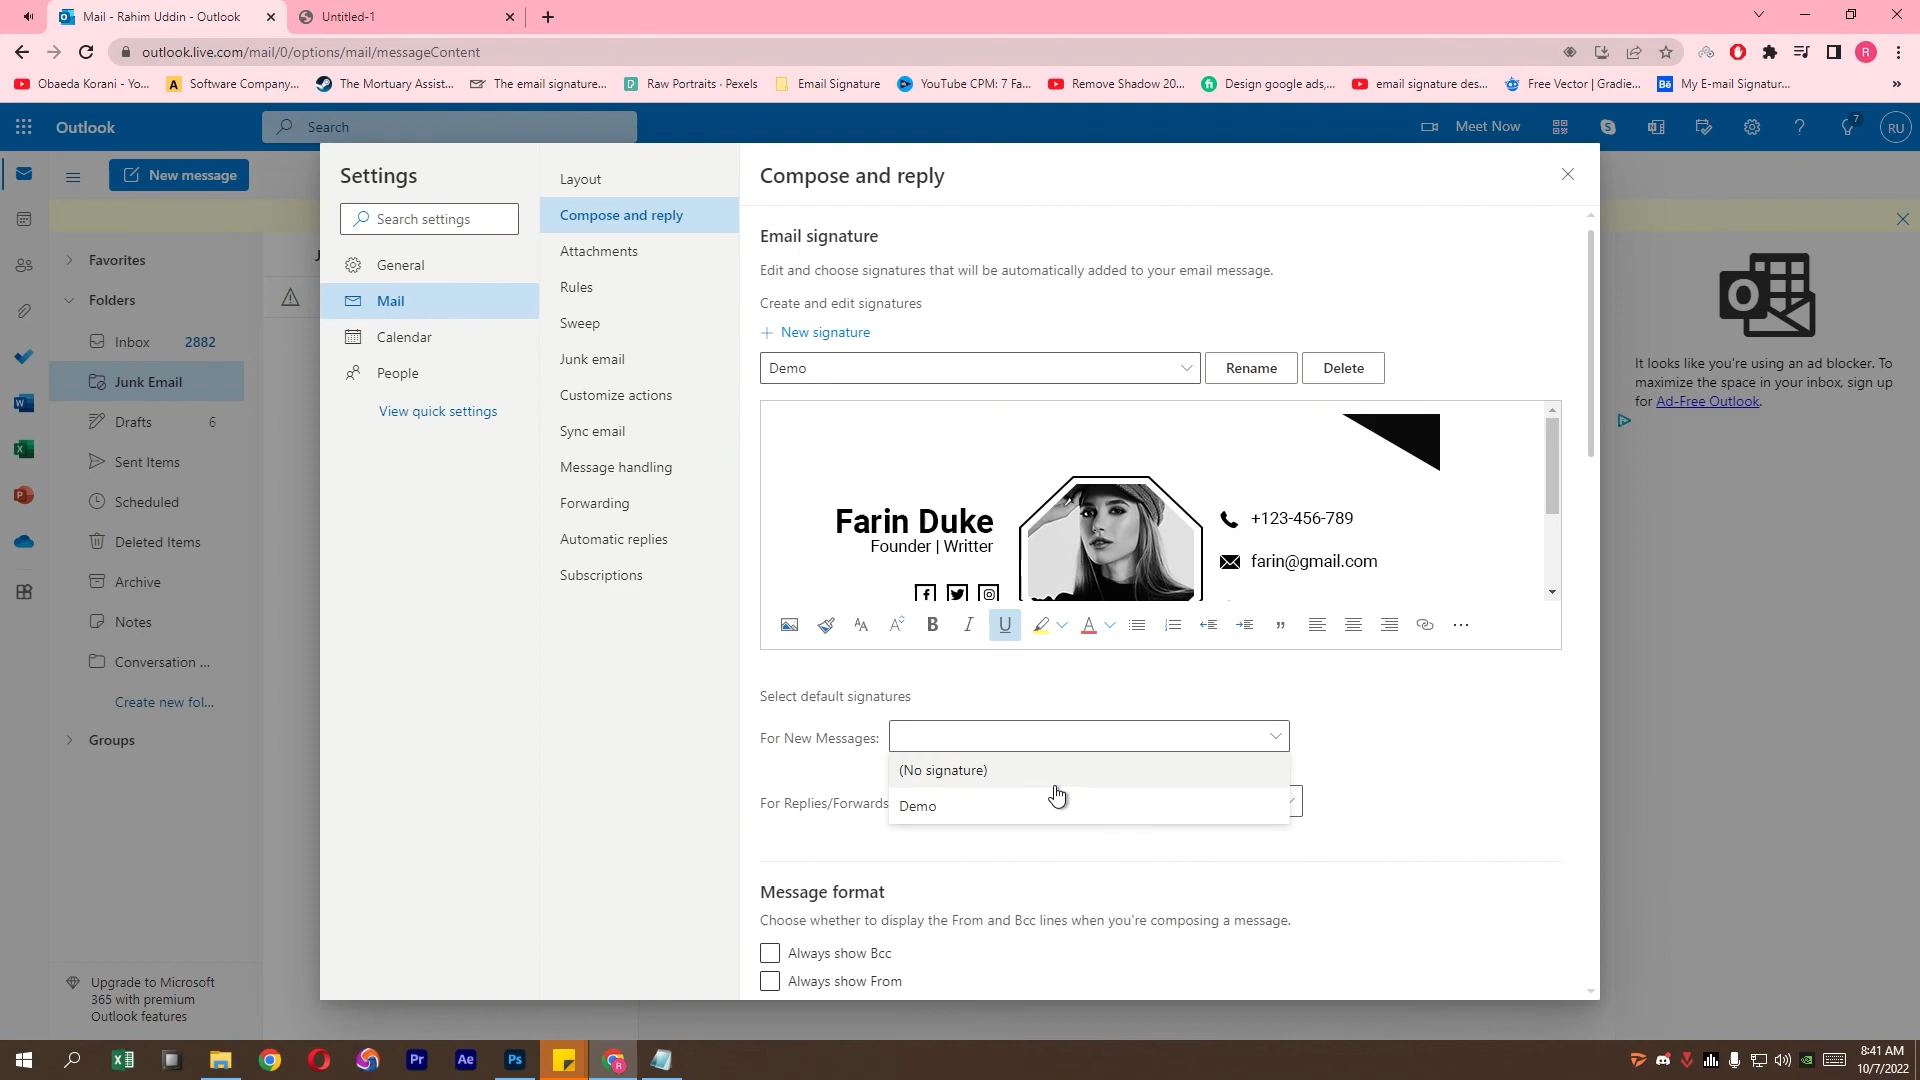 Mail - Rahim Uddin - Outlook
Untitled-1
outlook.live.com/mail/0/options/mail/messageContent
R
Obaeda Korani - Yo...
Software Company,...
The Mortuary Assist...
The email signature...
Raw Portraits · Pexels
Email Signature
YouTube CPM: 7 Fa...
Remove Shadow 20...
Design google ads,...
email signature des...
Free Vector | Gradie...
My E-mail Signatur...
»
Outlook
Search
Meet Now
7
RU
New message
Favorites
Folders
Inbox 2882
Junk Email
Drafts 6
Sent Items
Scheduled
Deleted Items
Archive
Notes
Conversation ...
Create new fol...
Groups
Upgrade to Microsoft
365 with premium
Outlook features
Settings
Search settings
General
Mail
Calendar
People
View quick settings
Layout
Compose and reply
Attachments
Rules
Sweep
Junk email
Customize actions
Sync email
Message handling
Forwarding
Automatic replies
Subscriptions
Compose and reply
Email signature
Edit and choose signatures that will be automatically added to your email message.
Create and edit signatures
New signature
Demo
Rename
Delete
Farin Duke
Founder | Writter
+123-456-789
farin@gmail.com
Select default signatures
For New Messages:
(No signature)
Demo
For Replies/Forwards
Message format
Choose whether to display the From and Bcc lines when you're composing a message.
Always show Bcc
Always show From
It looks like you're using an ad blocker. To
maximize the space in your inbox, sign up
for Ad-Free Outlook.
8:41 AM
10/7/2022